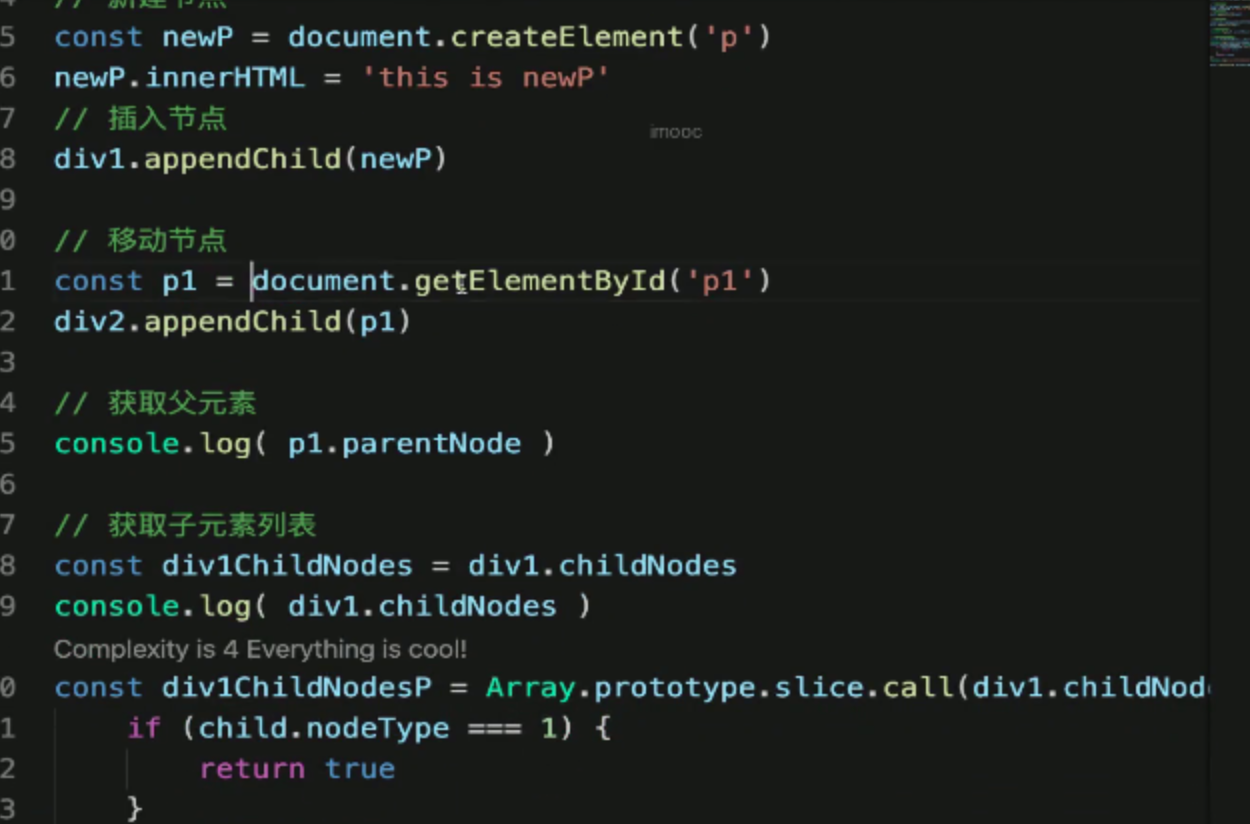 // 新建节点
5 const newP = document.createElement('p')
6 newP.innerHTML = 'this is newP'
7 // 插入节点
imooc
8 div1.appendChild(newP)
9
0 // 移动节点
1 const p1 = document.getElementById('p1')
2 div2.appendChild(p1)
3
4 // 获取父元素
5 console.log( p1.parentNode )
6
7 // 获取子元素列表
8 const div1ChildNodes = div1.childNodes
9 console.log( div1.childNodes )
Complexity is 4 Everything is cool!
0 const div1ChildNodesP = Array.prototype.slice.call(div1.childNod
1 if (child.nodeType === 1) {
2 return true
3 }